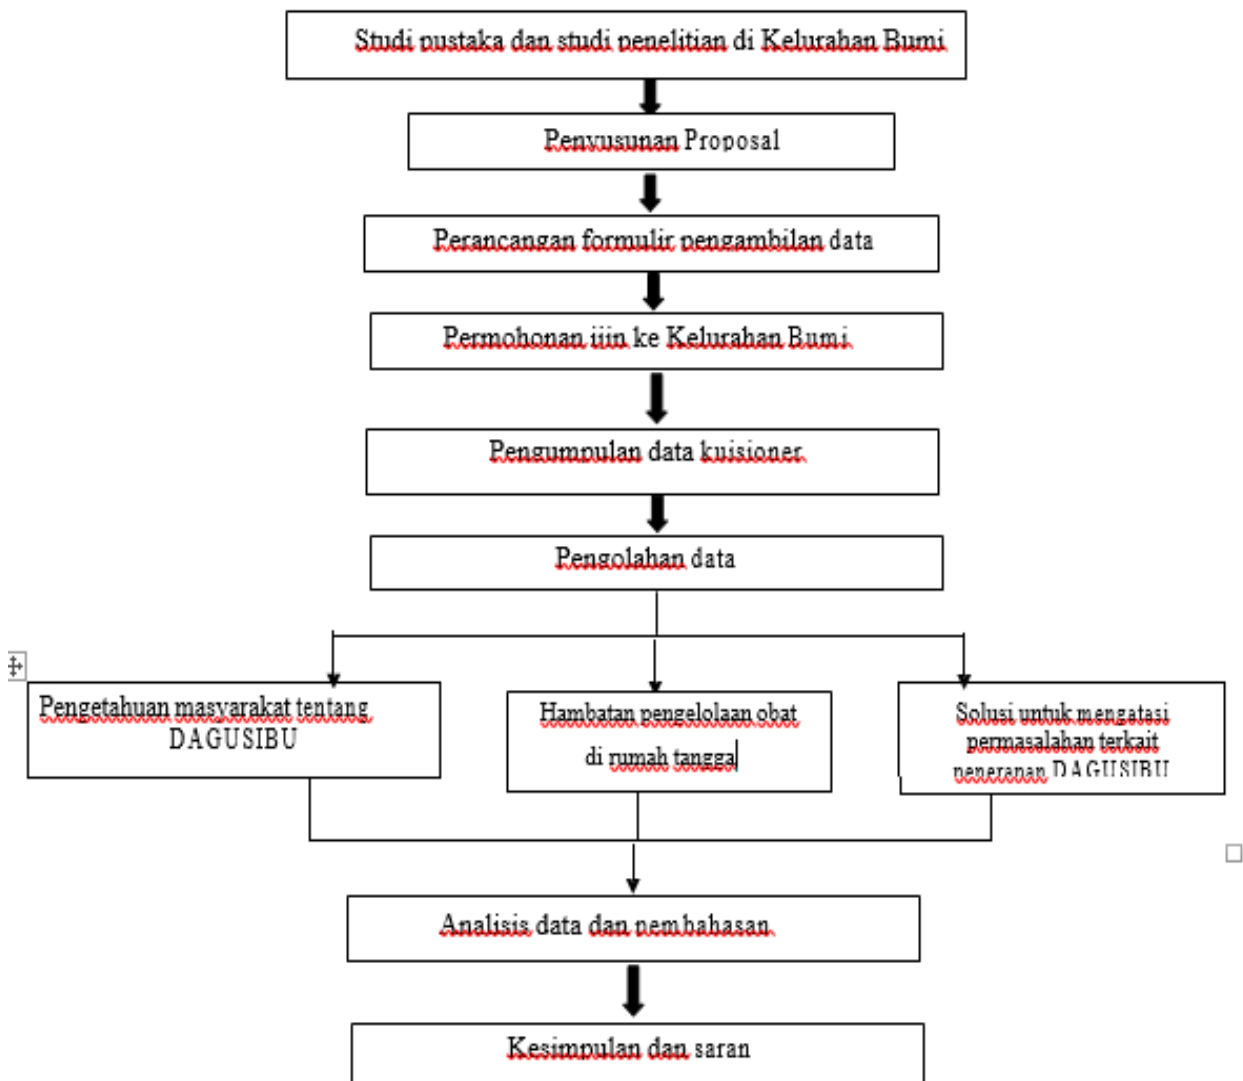 Studi pustaka dan studi penelitian di Kelurahan Bumi
Penyusunan Proposal
Perancangan formulir pengambilan data
Permohonan ijin ke Kelurahan Bumi
Pengumpulan data kuisioner
Pengolahan data
Pengetahuan masyarakat tentang
DAGUSIBU
Hambatan pengelolaan obat
di rumah tangga
Solusi untuk mengatasi
permasalahan terkait
penerapan DAGUSIBU
Analisis data dan pembahasan
Kesimpulan dan saran